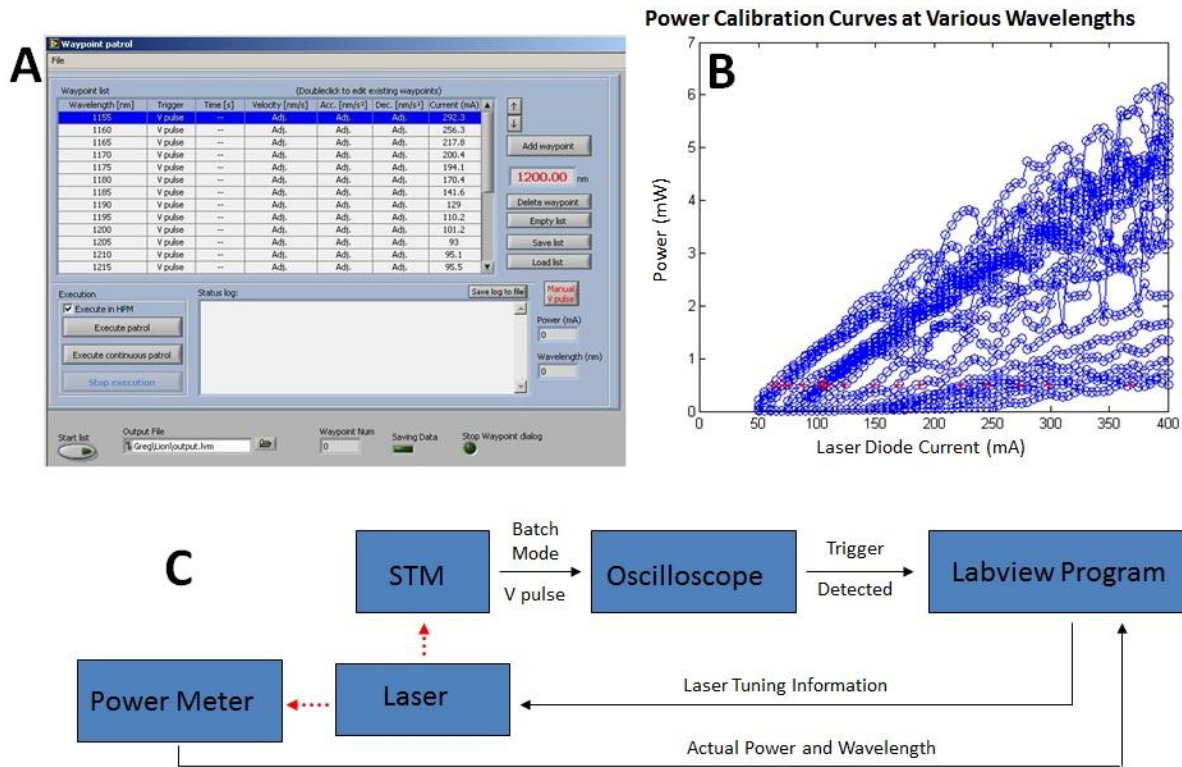 Power Calibration Curves at Various Wavelengths
A
Waypoint patrol
File
Waypoint list (Doubleclick to edit existing waypoints)
Wavelength [nm] Trigger Time [s] Velocity [nm/s] Acc. [nm/s²] Dec. [nm/s²] Current (mA)
1155 V pulse -- Adj. Adj. Adj. 292.3
1160 V pulse -- Adj. Adj. Adj. 256.3
1165 V pulse -- Adj. Adj. Adj. 217.8
1170 V pulse -- Adj. Adj. Adj. 200.4
1175 V pulse -- Adj. Adj. Adj. 194.1
1180 V pulse -- Adj. Adj. Adj. 170.4
1185 V pulse -- Adj. Adj. Adj. 141.6
1190 V pulse -- Adj. Adj. Adj. 129
1195 V pulse -- Adj. Adj. Adj. 110.2
1200 V pulse -- Adj. Adj. Adj. 101.2
1205 V pulse -- Adj. Adj. Adj. 93
1210 V pulse -- Adj. Adj. Adj. 95.1
1215 V pulse -- Adj. Adj. Adj. 95.5
↑
↓
Add waypoint
1200.00 nm
Delete waypoint
Empty list
Save list
Load list
Execution
Execute in HPM
Execute patrol
Execute continuous patrol
Stop execution
Status log:
Save log to file
Manual
V pulse
Power (mA)
0
Wavelength (nm)
0
Start list
Output File
Greg\Lion\output.lvm
Waypoint Num
0
Saving Data
Stop Waypoint dialog
B
7
6
5
4
3
2
1
0
Power (mW)
0 50 100 150 200 250 300 350 400
Laser Diode Current (mA)
C
STM
Batch
Mode
V pulse
Oscilloscope
Trigger
Detected
Labview Program
Power Meter
Laser
Laser Tuning Information
Actual Power and Wavelength